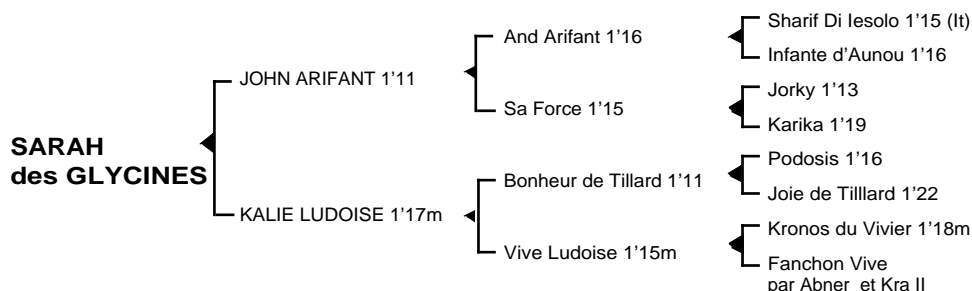 SARAH
des GLYCINES
JOHN ARIFANT 1’11
KALIE LUDOISE 1’17m
And Arifant 1’16
Sa Force 1’15
Bonheur de Tillard 1’11
Vive Ludoise 1’15m
Sharif Di Iesolo 1’15 (It)
Infante d’Aunou 1’16
Jorky 1’13
Karika 1’19
Podosis 1’16
Joie de Tilllard 1’22
Kronos du Vivier 1’18m
Fanchon Vive
par Abner et Kra II